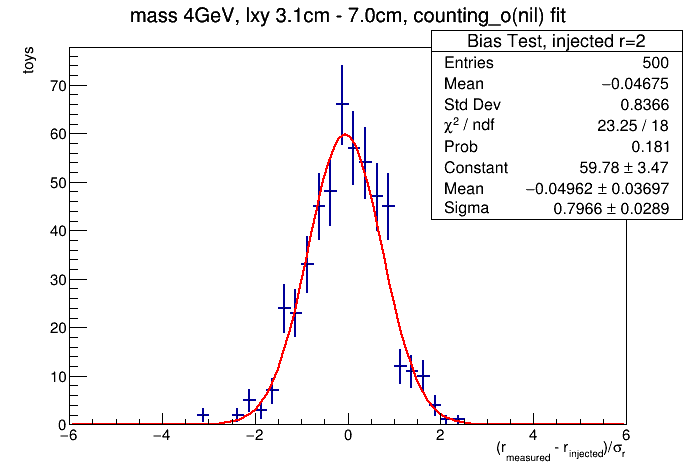 mass 4GeV, lxy 3.1cm - 7.0cm, counting_o(nil) fit
Bias Test, injected r=2
Entries 500
Mean −0.04675
Std Dev 0.8366
χ² / ndf 23.25 / 18
Prob 0.181
Constant 59.78 ± 3.47
Mean −0.04962 ± 0.03697
Sigma 0.7966 ± 0.0289
toys
70
60
50
40
30
20
10
0
−6 −4 −2 0 2 4 6
(r_measured - r_injected)/σ_r